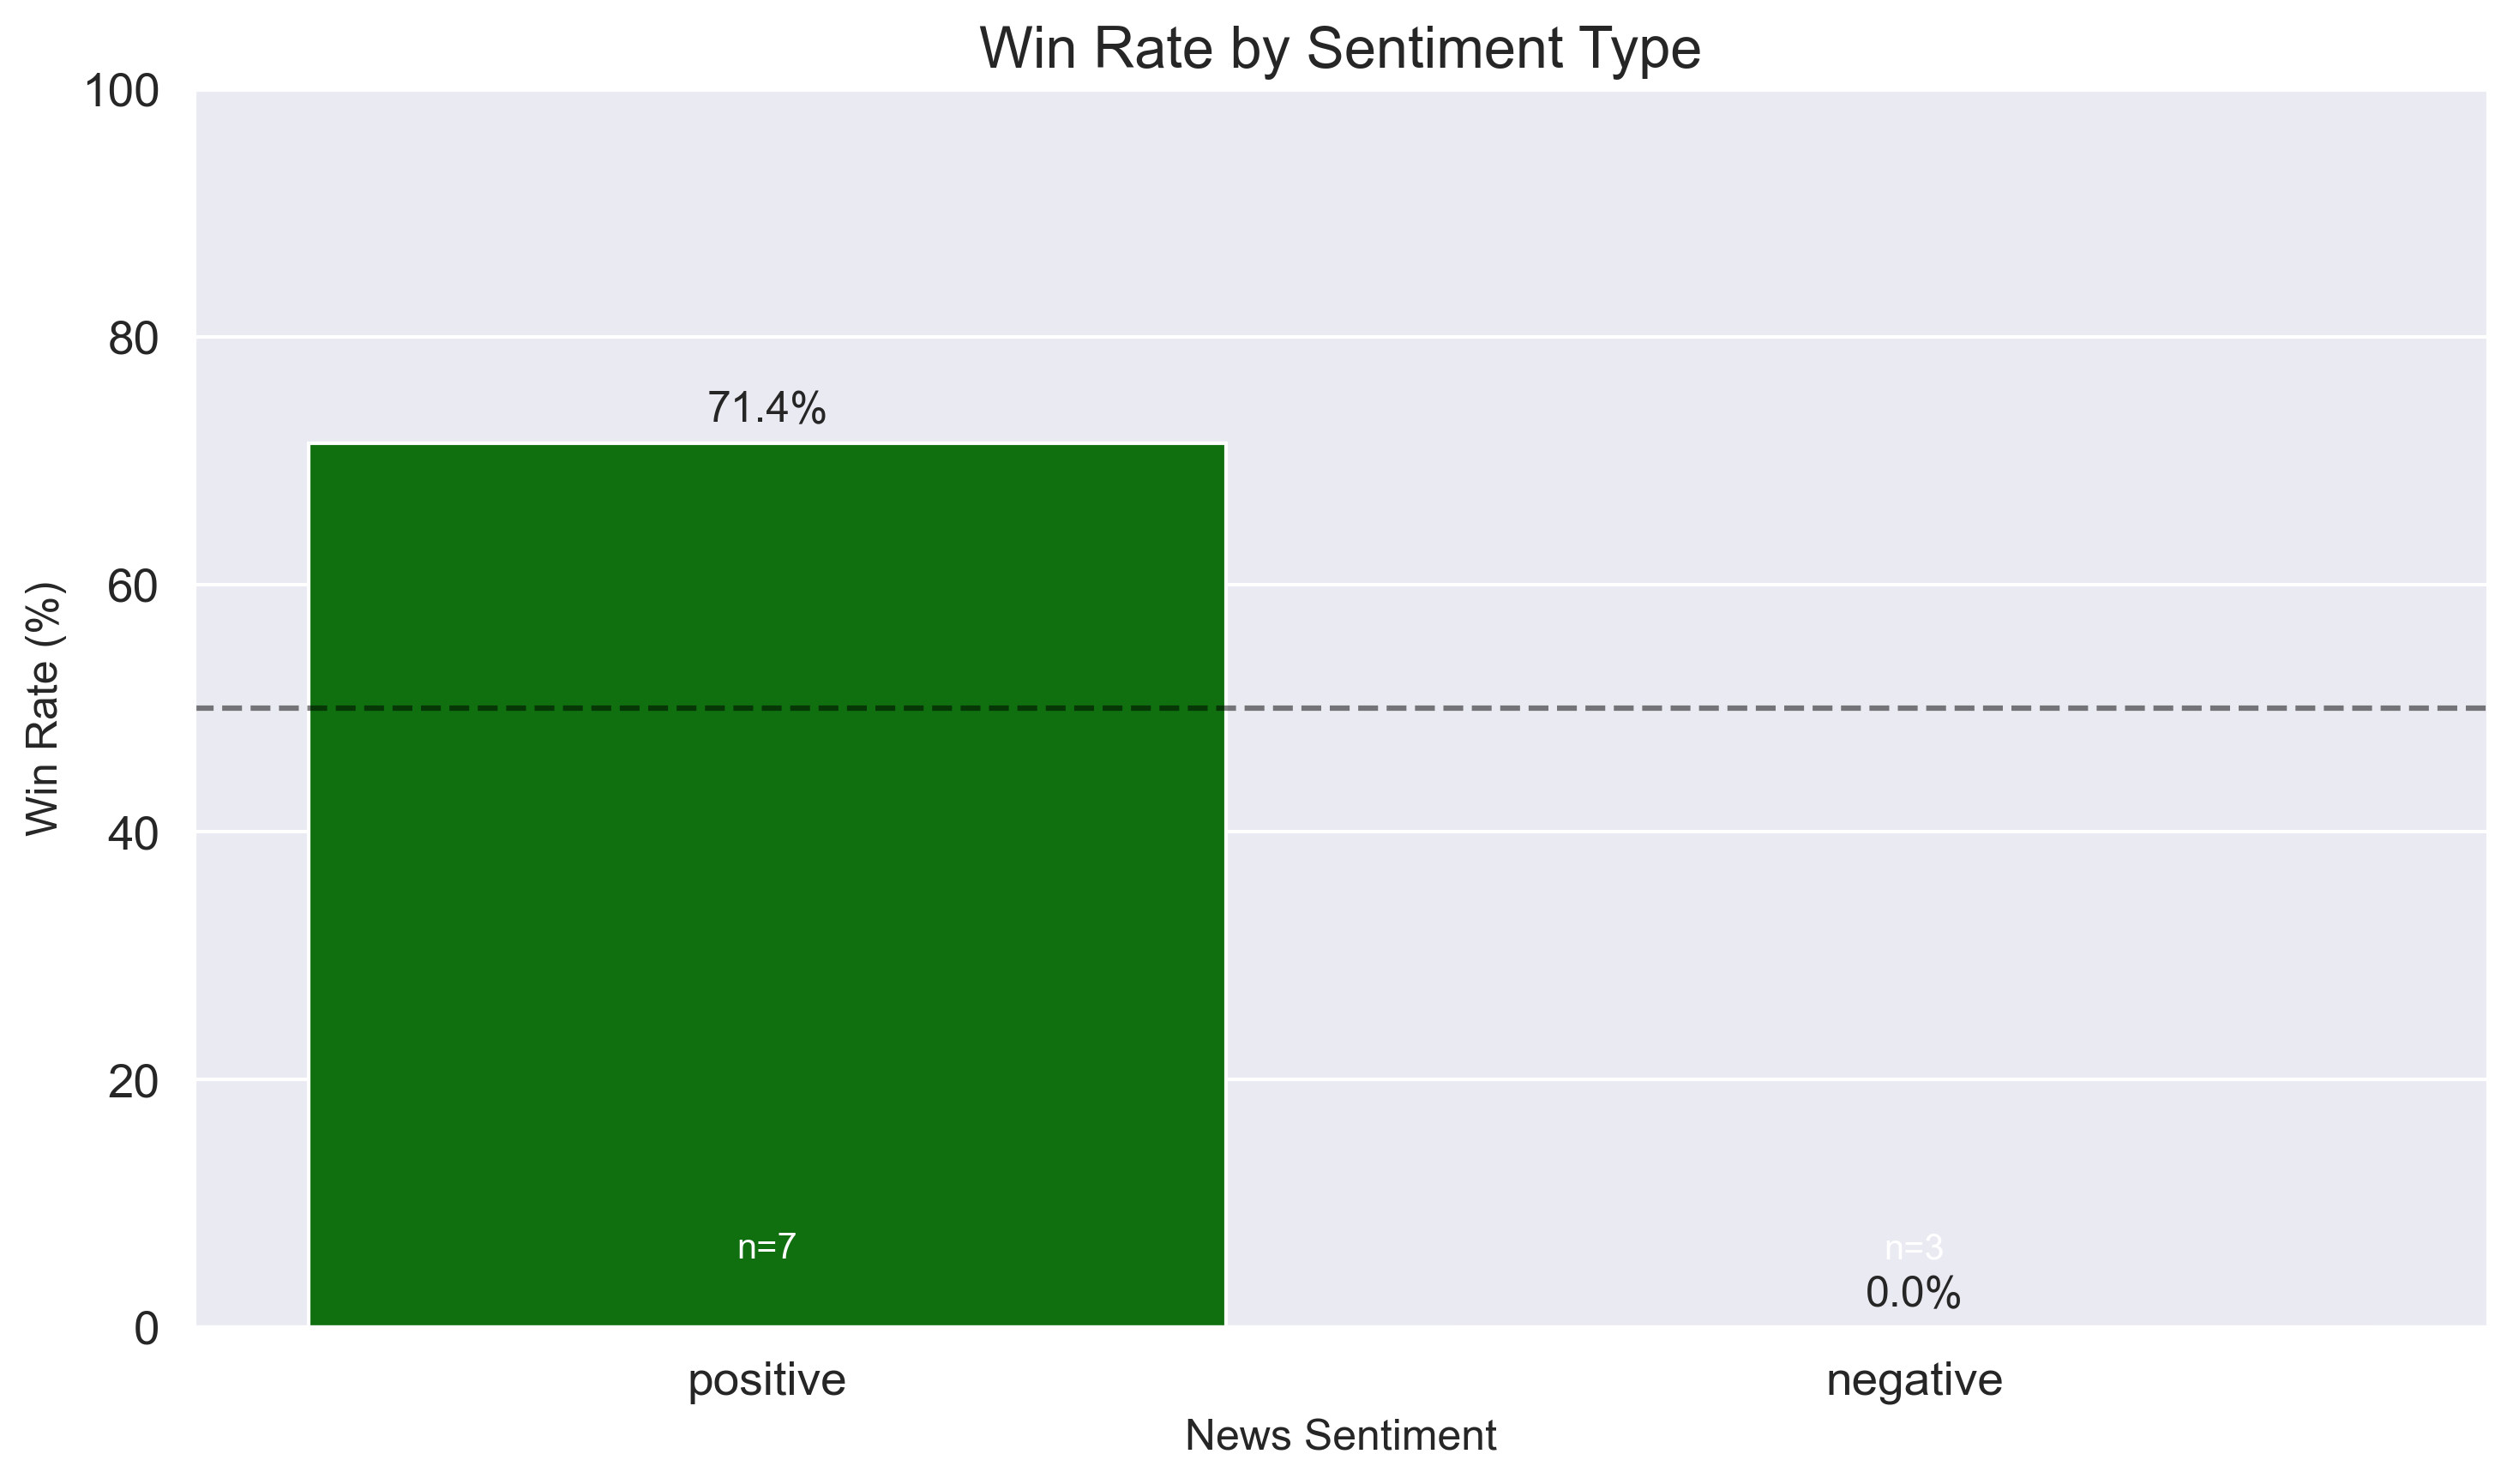 Win Rate by Sentiment Type
100
80
60
40
20
0
Win Rate (%)
71.4%
n=7
n=3
0.0%
positive
negative
News Sentiment